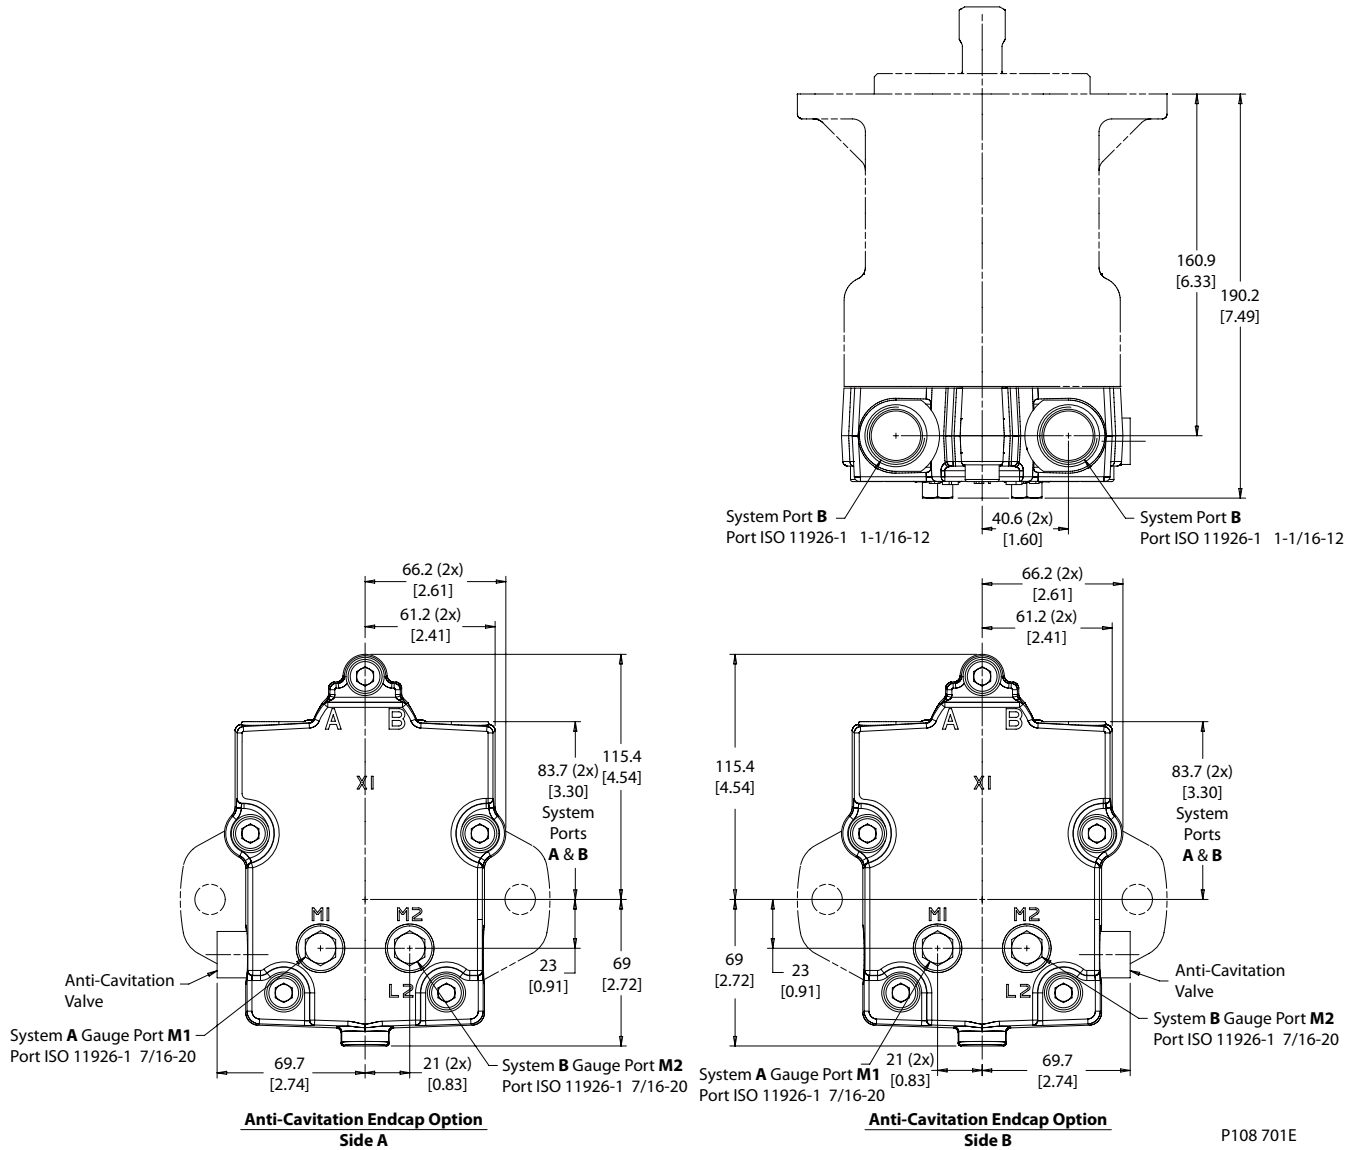 160.9
[6.33]
190.2
[7.49]
System Port B
Port ISO 11926-1 1-1/16-12
40.6 (2x)
[1.60]
System Port B
Port ISO 11926-1 1-1/16-12
66.2 (2x)
[2.61]
61.2 (2x)
[2.41]
A B
X1
83.7 (2x)
[3.30]
System
Ports
A & B
115.4
[4.54]
M1 M2
L2
23
[0.91]
69
[2.72]
Anti-Cavitation
Valve
System A Gauge Port M1
Port ISO 11926-1 7/16-20
69.7
[2.74]
21 (2x)
[0.83]
System B Gauge Port M2
Port ISO 11926-1 7/16-20
Anti-Cavitation Endcap Option
Side A
66.2 (2x)
[2.61]
61.2 (2x)
[2.41]
A B
X1
115.4
[4.54]
83.7 (2x)
[3.30]
System
Ports
A & B
M1 M2
L2
69
[2.72]
23
[0.91]
Anti-Cavitation
Valve
System B Gauge Port M2
Port ISO 11926-1 7/16-20
System A Gauge Port M1
Port ISO 11926-1 7/16-20
21 (2x)
[0.83]
69.7
[2.74]
Anti-Cavitation Endcap Option
Side B
P108 701E